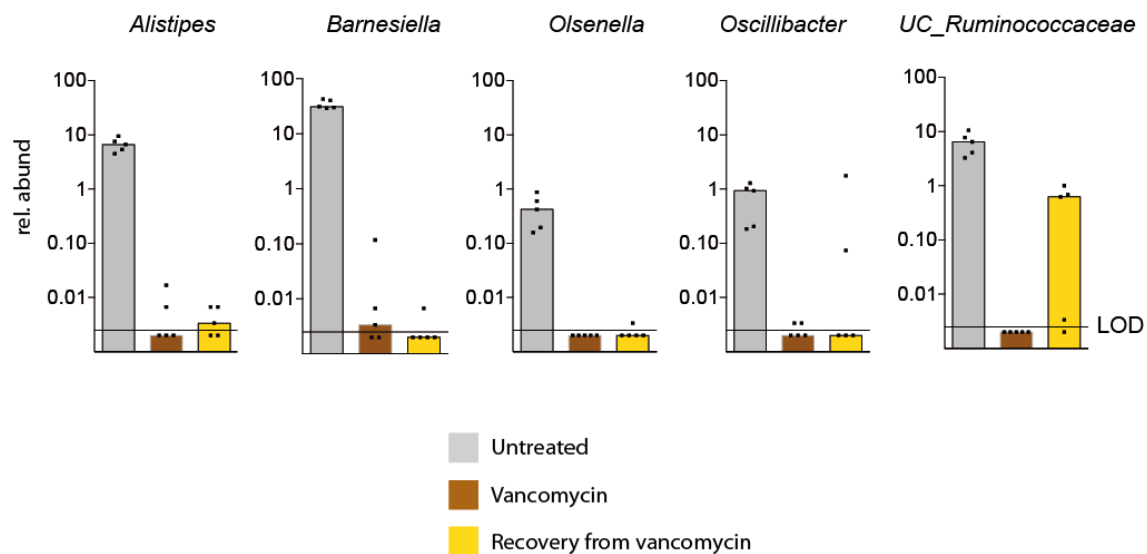 Alistipes
Barnesiella
Olsenella
Oscillibacter
UC_Ruminococcaceae
rel. abund
100
10
1
0.10
0.01
100
10
1
0.10
0.01
100
10
1
0.10
0.01
100
10
1
0.10
0.01
100
10
1
0.10
0.01
LOD
Untreated
Vancomycin
Recovery from vancomycin